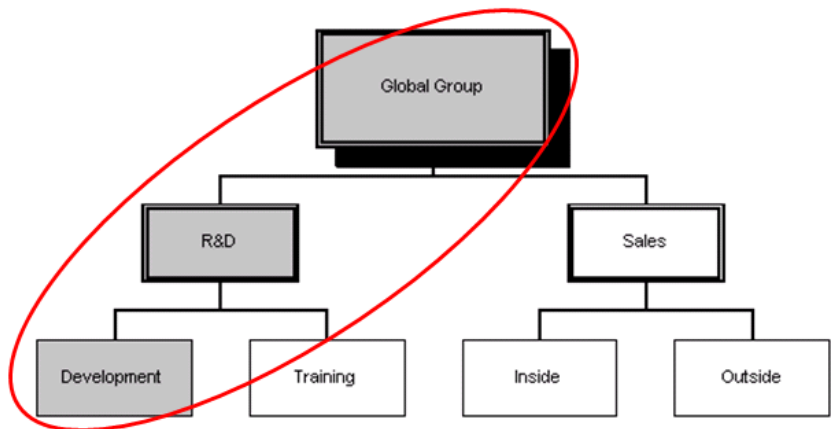 Global Group
R&D
Sales
Development
Training
Inside
Outside